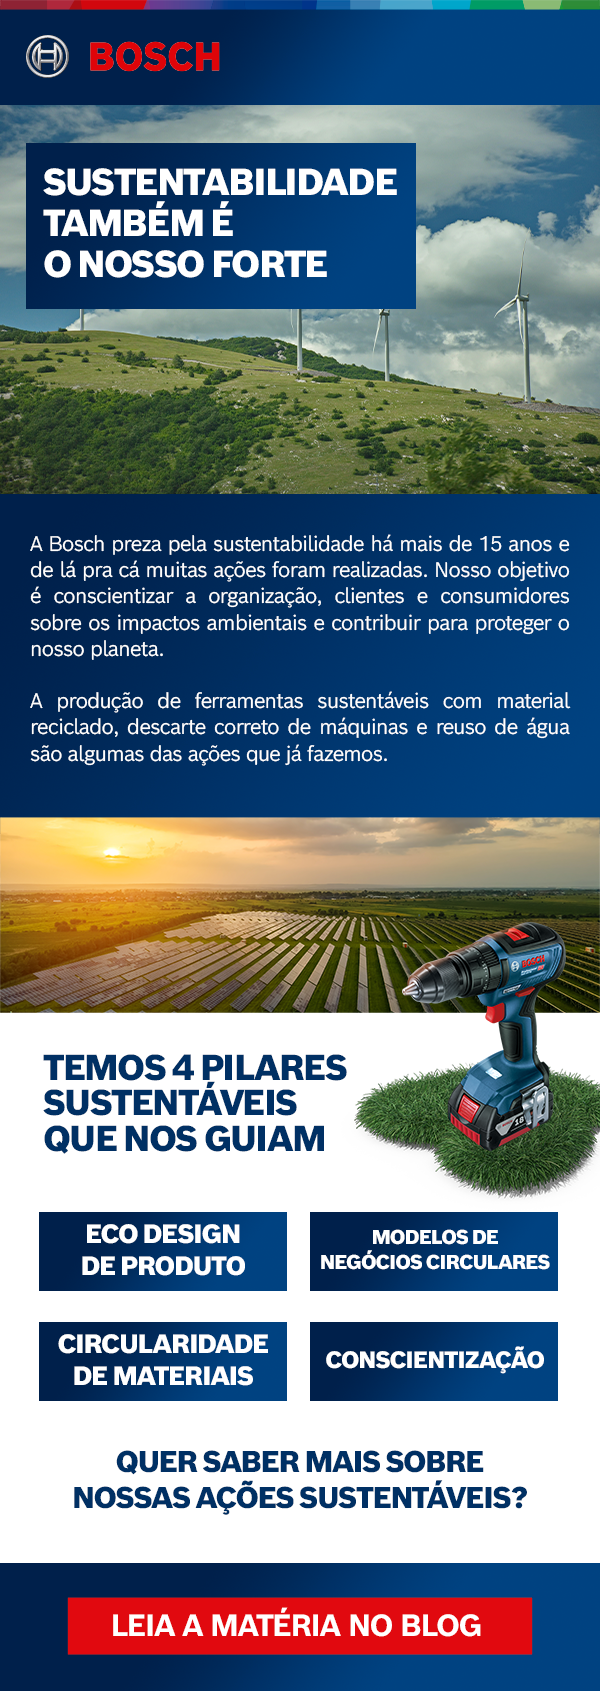 BOSCH
SUSTENTABILIDADE
TAMBÉM É
O NOSSO FORTE
A Bosch preza pela sustentabilidade há mais de 15 anos e
de lá pra cá muitas ações foram realizadas. Nosso objetivo
é conscientizar a organização, clientes e consumidores
sobre os impactos ambientais e contribuir para proteger o
nosso planeta.
A produção de ferramentas sustentáveis com material
reciclado, descarte correto de máquinas e reuso de água
são algumas das ações que já fazemos.
BOSCH
18
TEMOS 4 PILARES
SUSTENTÁVEIS
QUE NOS GUIAM
ECO DESIGN
DE PRODUTO
MODELOS DE
NEGÓCIOS CIRCULARES
CIRCULARIDADE
DE MATERIAIS
CONSCIENTIZAÇÃO
QUER SABER MAIS SOBRE
NOSSAS AÇÕES SUSTENTÁVEIS?
LEIA A MATÉRIA NO BLOG